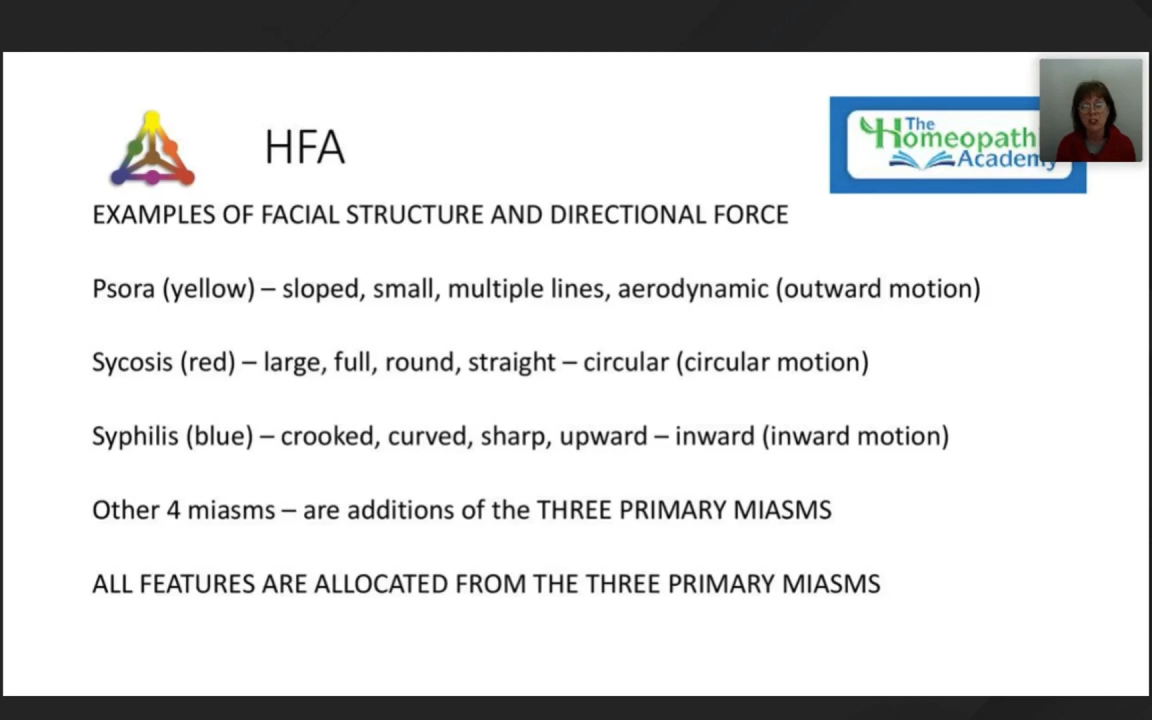 HFA
The
Homeopath
Academy
EXAMPLES OF FACIAL STRUCTURE AND DIRECTIONAL FORCE
Psora (yellow) – sloped, small, multiple lines, aerodynamic (outward motion)
Sycosis (red) – large, full, round, straight – circular (circular motion)
Syphilis (blue) – crooked, curved, sharp, upward – inward (inward motion)
Other 4 miasms – are additions of the THREE PRIMARY MIASMS
ALL FEATURES ARE ALLOCATED FROM THE THREE PRIMARY MIASMS